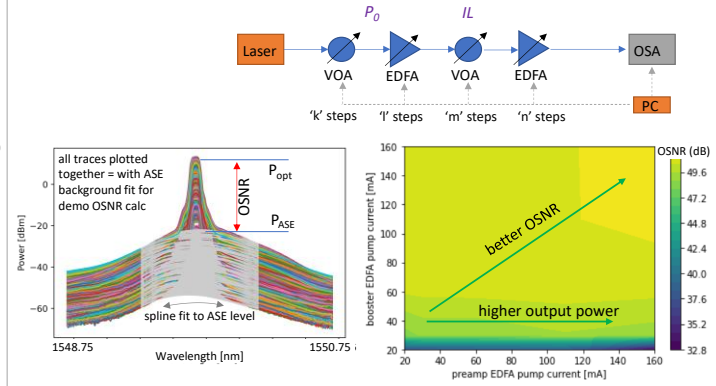 P₀
IL
Laser
OSA
VOA
EDFA
VOA
EDFA
PC
'k' steps
'l' steps
'm' steps
'n' steps
all traces plotted
together = with ASE
background fit for
demo OSNR calc
P_opt
OSNR
P_ASE
spline fit to ASE level
Power [dBm]
0
−20
−40
−60
1548.75
1550.75
Wavelength [nm]
OSNR (dB)
booster EDFA pump current [mA]
160
140
120
100
80
60
40
20
better OSNR
higher output power
20
40
60
80
100
120
140
160
preamp EDFA pump current [mA]
49.6
47.2
44.8
42.4
40.0
37.6
35.2
32.8